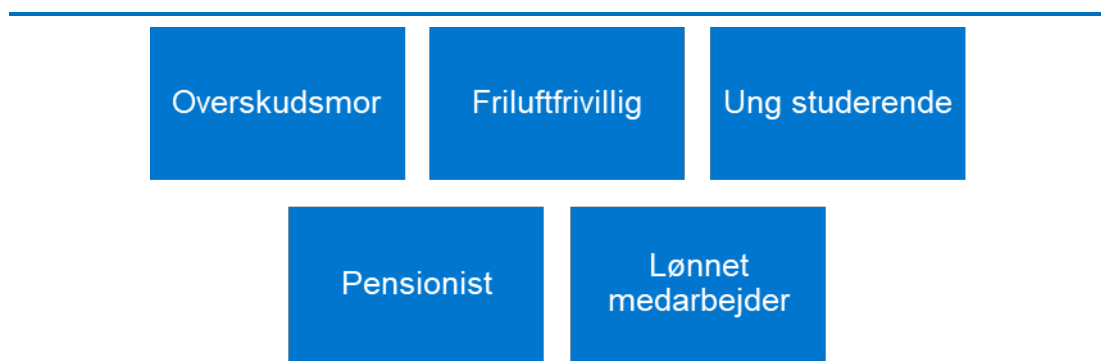 Overskudsmor
Friluftfrivillig
Ung studerende
Pensionist
Lønnet
medarbejder